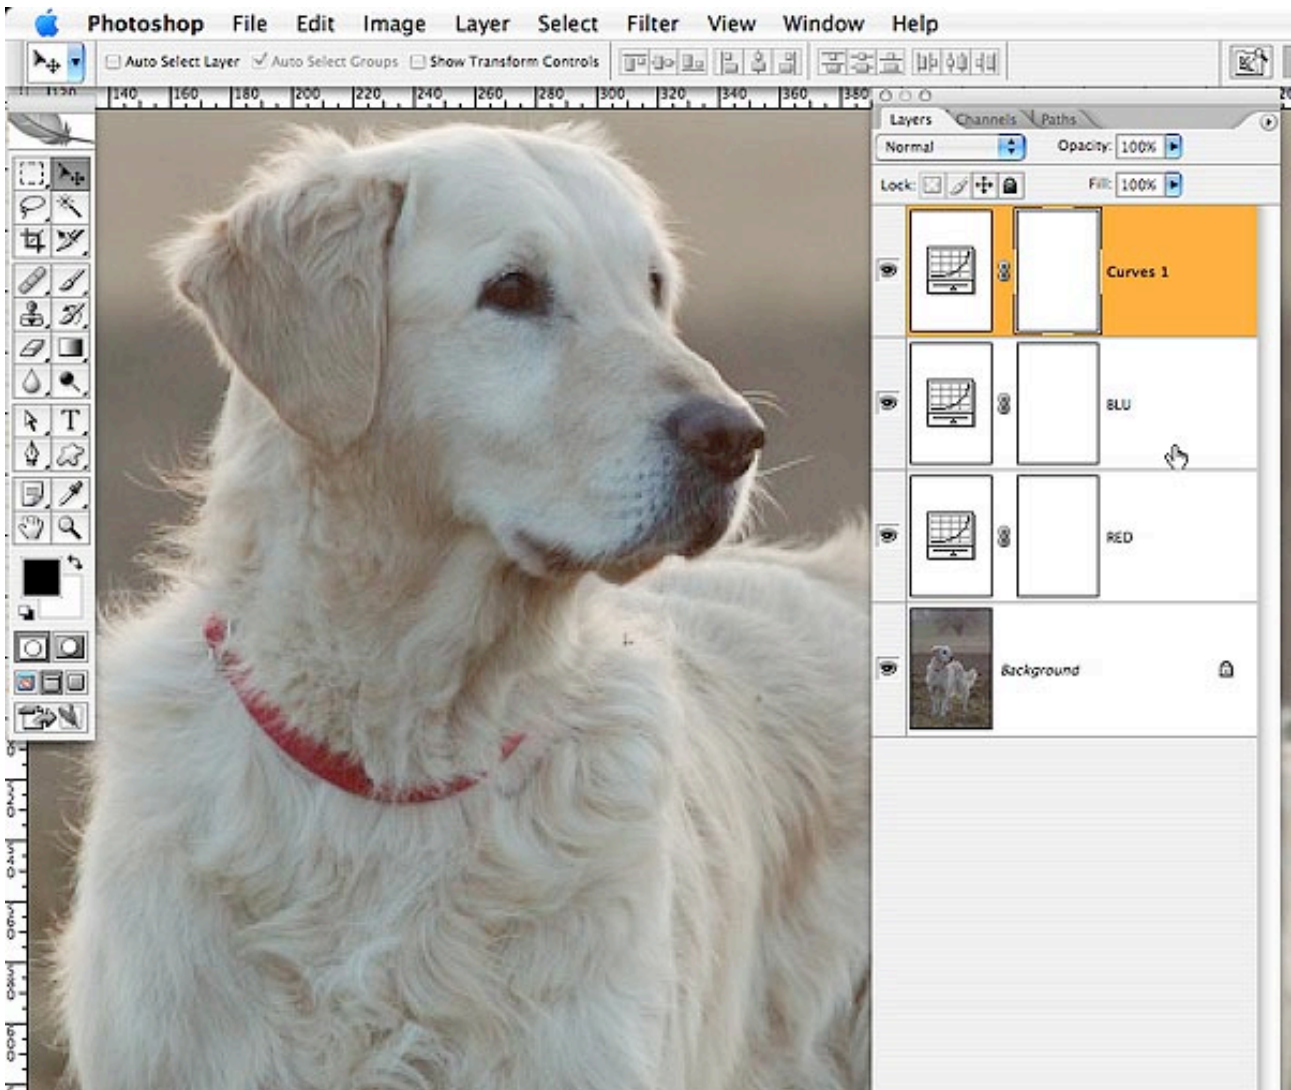 Photoshop File Edit Image Layer Select Filter View Window Help
Auto Select Layer Auto Select Groups Show Transform Controls
120 140 160 180 200 220 240 260 280 300 320 340 360 380
Layers Channels Paths
Normal Opacity: 100%
Lock: Fill: 100%
Curves 1
BLU
T
RED
Background